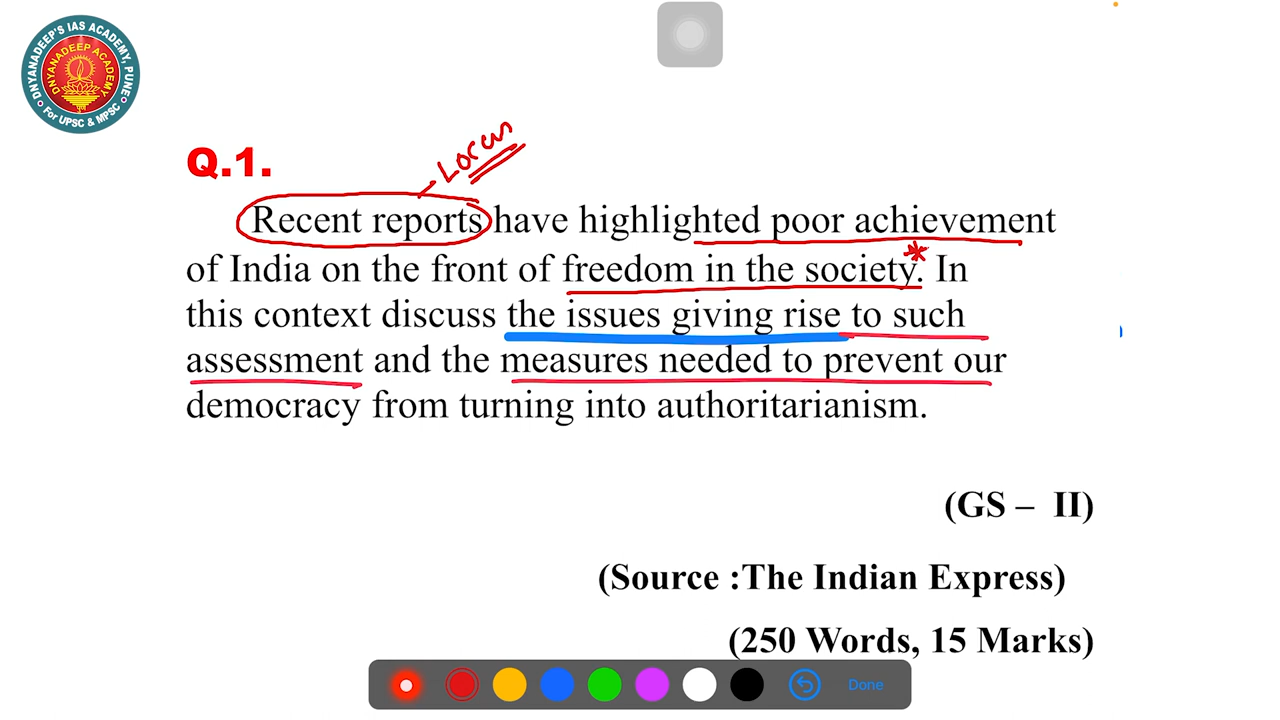 DNYANADEEP'S IAS ACADEMY, PUNE
DNYANADEEP ACADEMY
For UPSC & MPSC
Locus
Q.1.
Recent reports have highlighted poor achievement
of India on the front of freedom in the society. In
this context discuss the issues giving rise to such
assessment and the measures needed to prevent our
democracy from turning into authoritarianism.
(GS – II)
(Source :The Indian Express)
(250 Words, 15 Marks)
Done